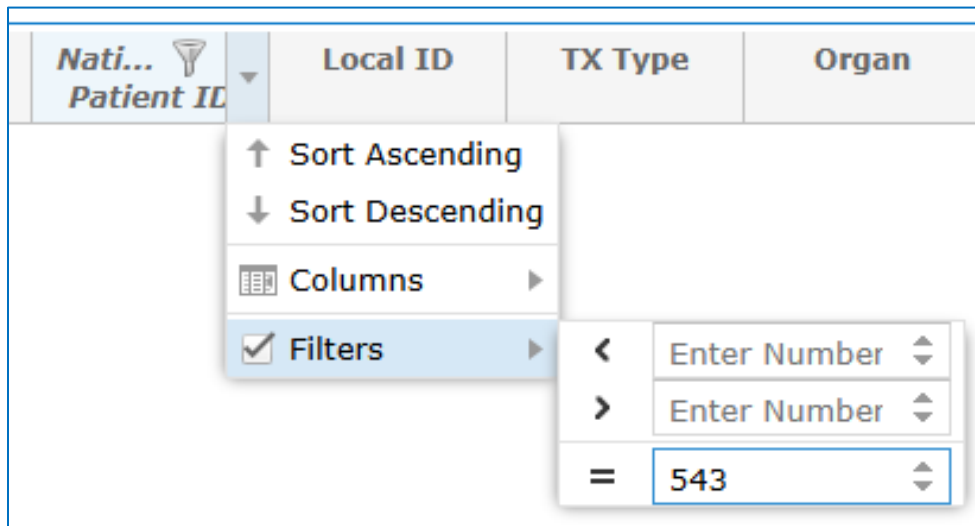 Nati... Local ID TX Type Organ
Patient ID
Sort Ascending
Sort Descending
Columns
Filters
< Enter Number
> Enter Number
= 543